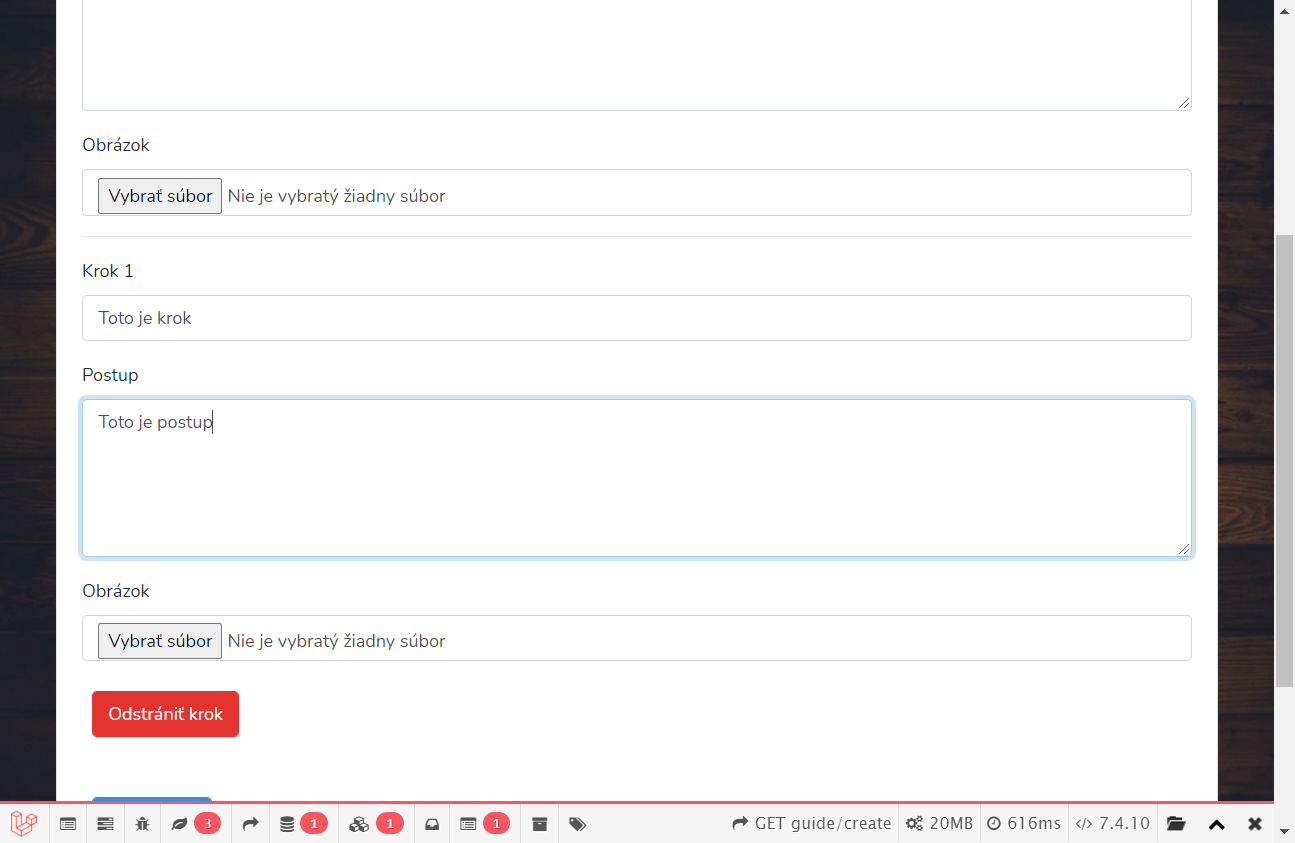 Obrázok
Vybrať súbor Nie je vybratý žiadny súbor
Krok 1
Toto je krok
Postup
Toto je postup
Obrázok
Vybrať súbor Nie je vybratý žiadny súbor
Odstrániť krok
3 1 1 1 GET guide/create 20MB 616ms 7.4.10